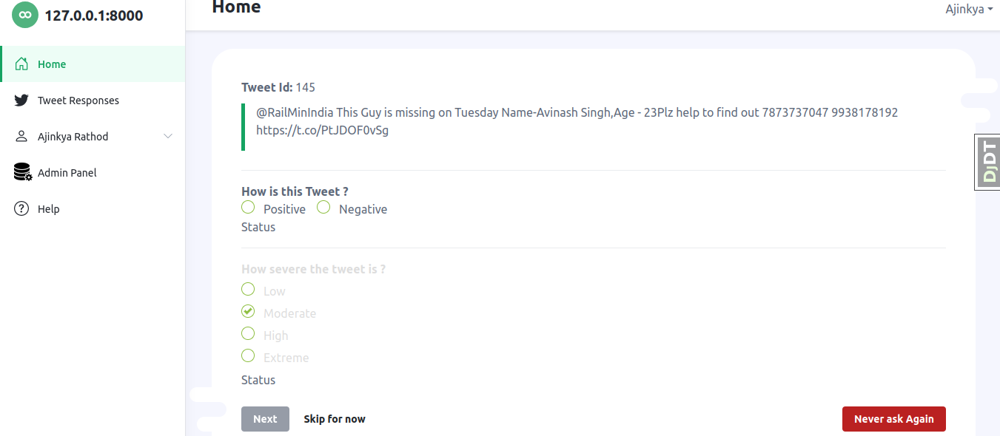 127.0.0.1:8000
Home
Ajinkya
Home
Tweet Responses
Ajinkya Rathod
Admin Panel
Help
Tweet Id: 145
@RailMinIndia This Guy is missing on Tuesday Name-Avinash Singh,Age - 23Plz help to find out 7873737047 9938178192
https://t.co/PtJDOF0vSg
How is this Tweet ?
Positive Negative
Status
How severe the tweet is ?
Low
Moderate
High
Extreme
Status
Next Skip for now Never ask Again
DjDT